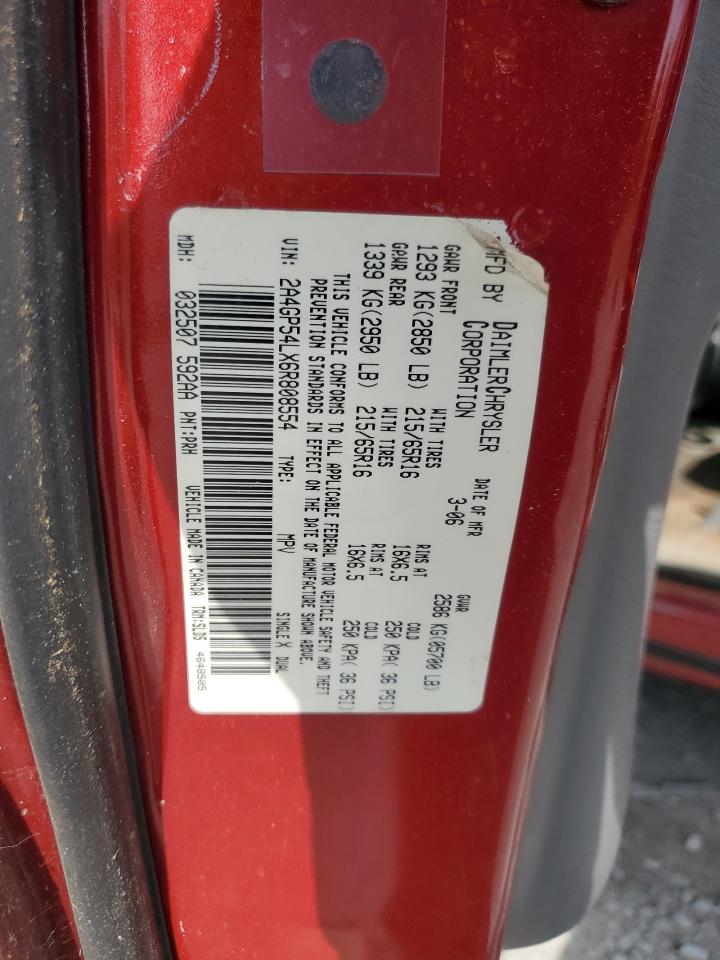 MFD BY DAIMLERCHRYSLER CORPORATION
DATE OF MFR 3-06
GVWR 2586 KG(05700 LB)
GAWR FRONT WITH TIRES RIMS AT COLD
1293 KG(2850 LB) 215/65R16 16X6.5 250 KPA( 36 PSI)
GAWR REAR WITH TIRES RIMS AT COLD
1339 KG(2850 LB) 215/65R16 16X6.5 250 KPA( 36 PSI)
THIS VEHICLE CONFORMS TO ALL APPLICABLE FEDERAL MOTOR VEHICLE SAFETY AND THEFT
PREVENTION STANDARDS IN EFFECT ON THE DATE OF MANUFACTURE SHOWN ABOVE.
VIN: 2A4GP54LX6R808554 TYPE: MPV SINGLE X DUAL
MDH: 032507 592AA PNT:PRH VEHICLE MADE IN CANADA TRM:SLD5 4648505